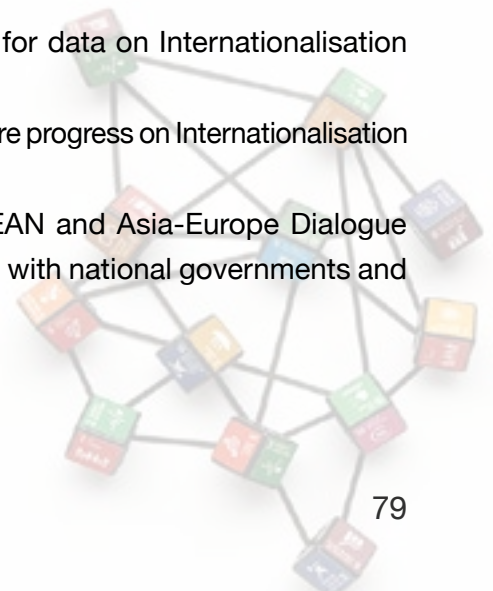 for data on Internationalisation
re progress on Internationalisation
EAN and Asia-Europe Dialogue
with national governments and
79